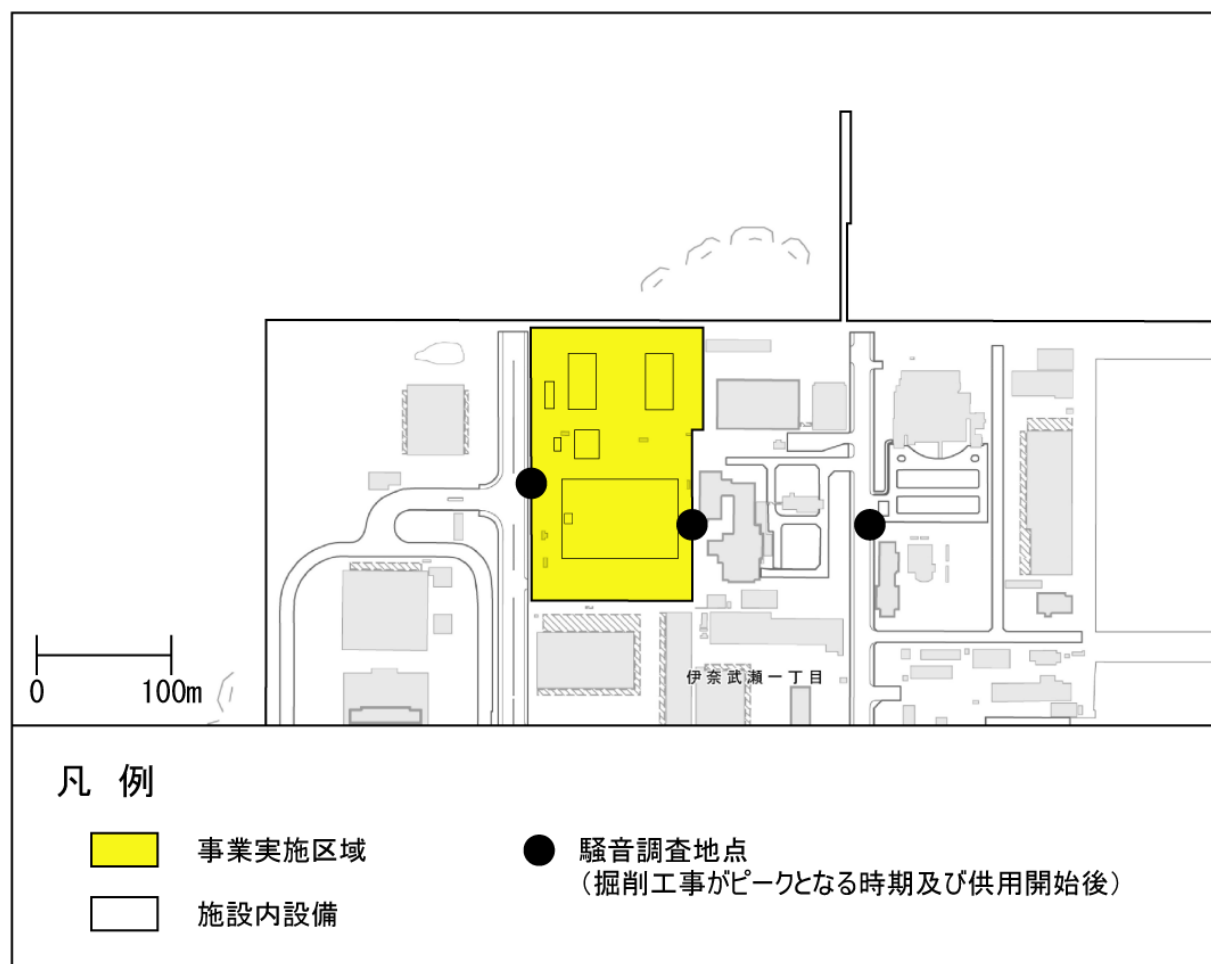 伊奈武瀬一丁目
0 100m
凡 例
事業実施区域
騒音調査地点
（掘削工事がピークとなる時期及び供用開始後）
施設内設備